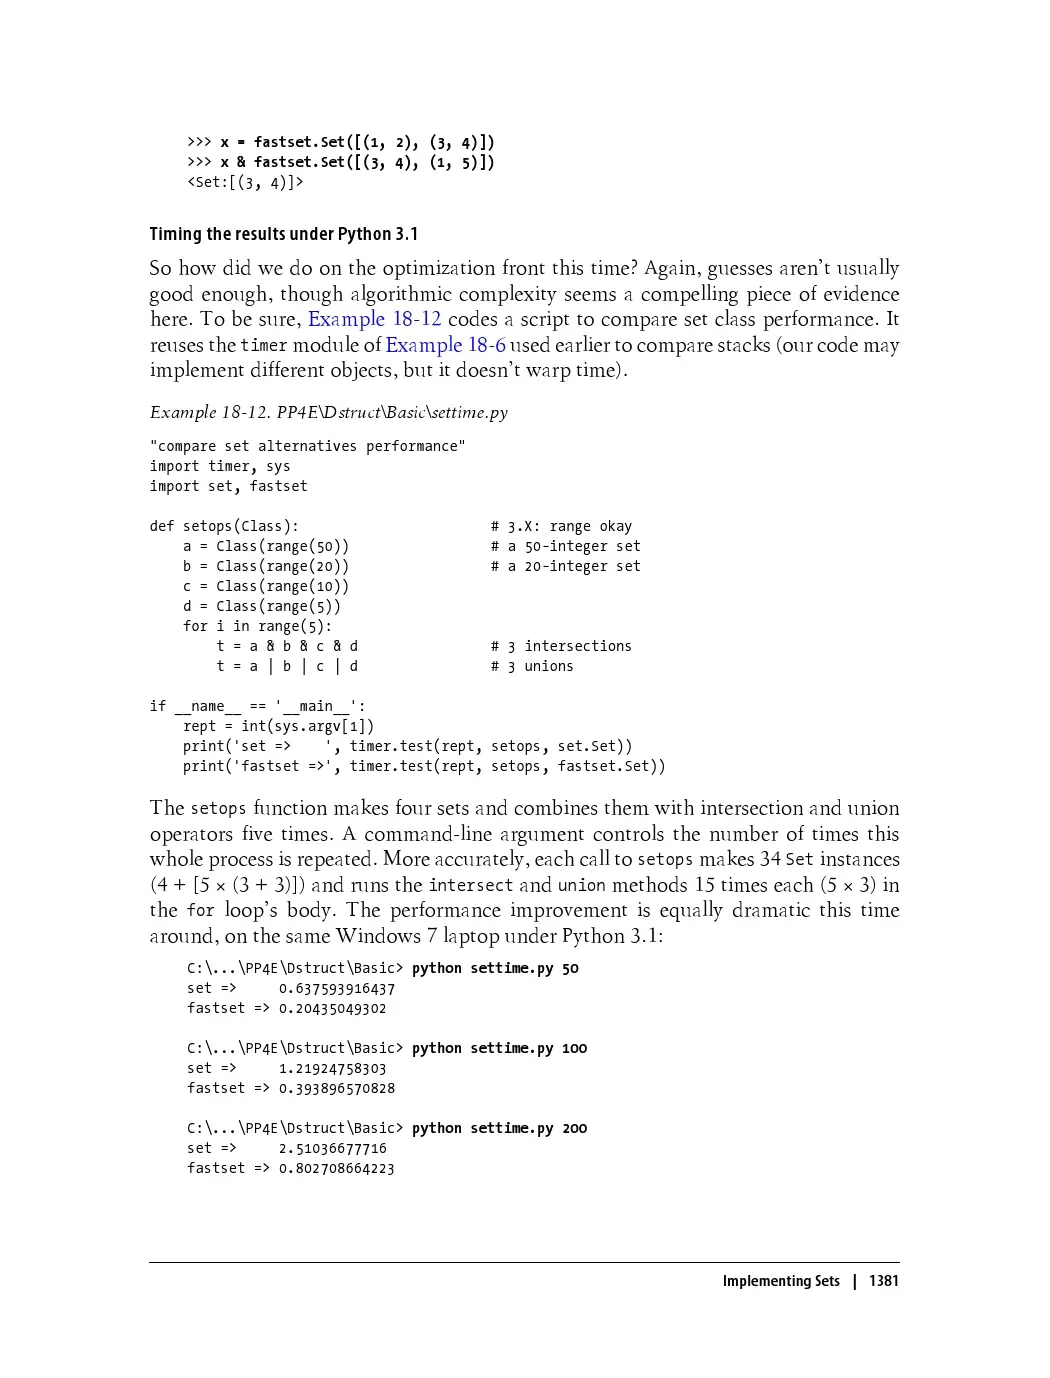 >>> x = fastset.Set([(1, 2), (3, 4)])
>>> x & fastset.Set([(3, 4), (1, 5)])
<Set:[(3, 4)]>
Timing the results under Python 3.1
So how did we do on the optimization front this time? Again, guesses aren’t usually
good enough, though algorithmic complexity seems a compelling piece of evidence
here. To be sure, Example 18-12 codes a script to compare set class performance. It
reuses the timer module of Example 18-6 used earlier to compare stacks (our code may
implement different objects, but it doesn’t warp time).
Example 18-12. PP4E\Dstruct\Basic\settime.py
"compare set alternatives performance"
import timer, sys
import set, fastset
def setops(Class):                       # 3.X: range okay
    a = Class(range(50))                 # a 50-integer set
    b = Class(range(20))                 # a 20-integer set
    c = Class(range(10))
    d = Class(range(5))
    for i in range(5):
        t = a & b & c & d                # 3 intersections
        t = a | b | c | d                # 3 unions
if __name__ == '__main__':
    rept = int(sys.argv[1])
    print('set =>    ', timer.test(rept, setops, set.Set))
    print('fastset =>', timer.test(rept, setops, fastset.Set))
The setops function makes four sets and combines them with intersection and union
operators five times. A command-line argument controls the number of times this
whole process is repeated. More accurately, each call to setops makes 34 Set instances
(4 + [5 × (3 + 3)]) and runs the intersect and union methods 15 times each (5 × 3) in
the for loop’s body. The performance improvement is equally dramatic this time
around, on the same Windows 7 laptop under Python 3.1:
C:\...\PP4E\Dstruct\Basic> python settime.py 50
set =>     0.637593916437
fastset => 0.20435049302
C:\...\PP4E\Dstruct\Basic> python settime.py 100
set =>     1.21924758303
fastset => 0.393896570828
C:\...\PP4E\Dstruct\Basic> python settime.py 200
set =>     2.51036677716
fastset => 0.802708664223
Implementing Sets | 1381